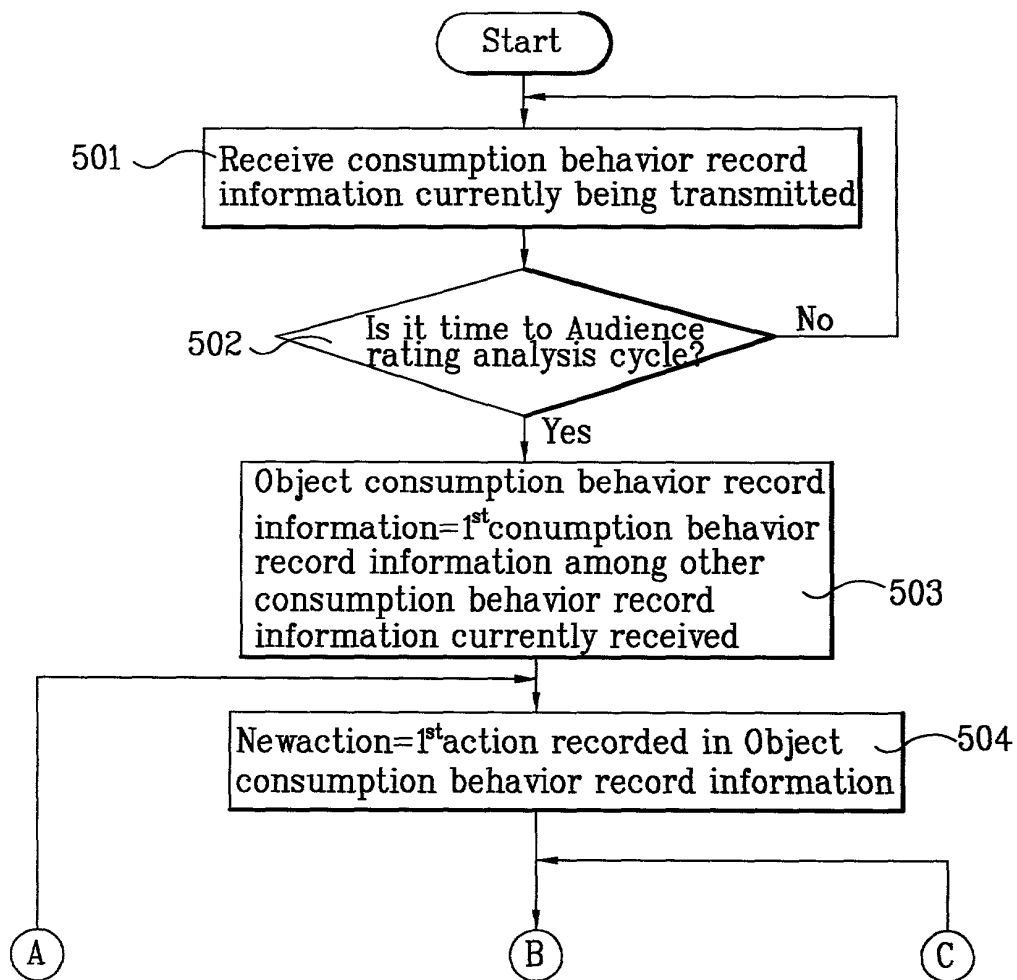 Start
501
Receive consumption behavior record
information currently being transmitted
502
Is it time to Audience
rating analysis cycle?
No
Yes
Object consumption behavior record
information=1st conumption behavior
record information among other
consumption behavior record
information currently received
503
Newaction=1st action recorded in Object
consumption behavior record information
504
A
B
C